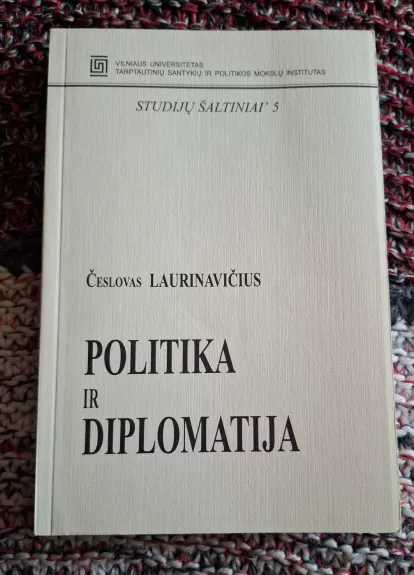 VILNIAUS UNIVERSITETAS
TARPTAUTINIŲ SANTYKIŲ IR POLITIKOS MOKSLŲ INSTITUTAS
STUDIJŲ ŠALTINIAI' 5
ČESLOVAS LAURINAVIČIUS
POLITIKA
IR
DIPLOMATIJA